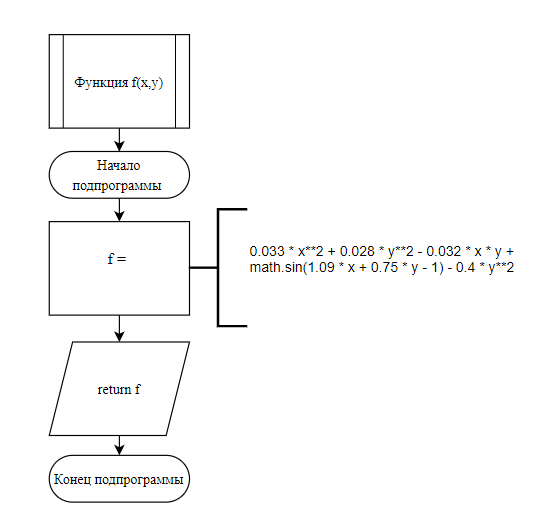 Функция f(x,y)
Начало
подпрограммы
f =
0.033 * x**2 + 0.028 * y**2 - 0.032 * x * y +
math.sin(1.09 * x + 0.75 * y - 1) - 0.4 * y**2
return f
Конец подпрограммы